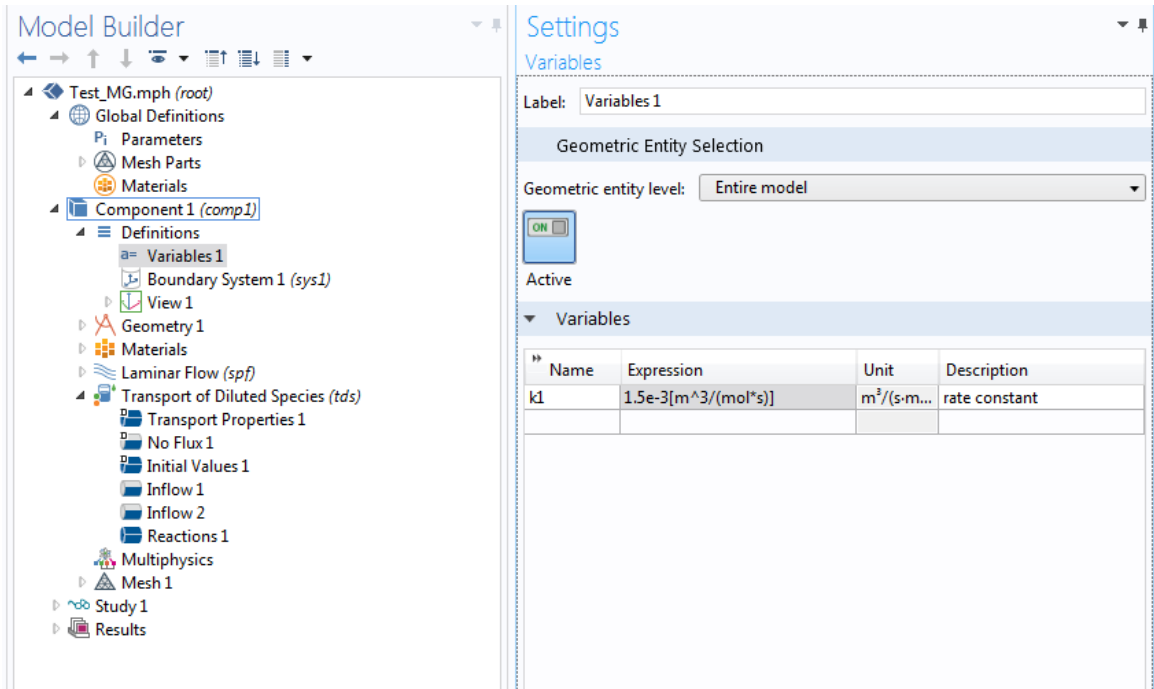 Model Builder
Test_MG.mph (root)
Global Definitions
Pi Parameters
Mesh Parts
Materials
Component 1 (comp1)
Definitions
a= Variables 1
Boundary System 1 (sys1)
View 1
Geometry 1
Materials
Laminar Flow (spf)
Transport of Diluted Species (tds)
Transport Properties 1
No Flux 1
Initial Values 1
Inflow 1
Inflow 2
Reactions 1
Multiphysics
Mesh 1
Study 1
Results
Settings
Variables
Label: Variables 1
Geometric Entity Selection
Geometric entity level: Entire model
ON
Active
Variables
Name Expression Unit Description
k1 1.5e-3[m^3/(mol*s)] m³/(s·m... rate constant